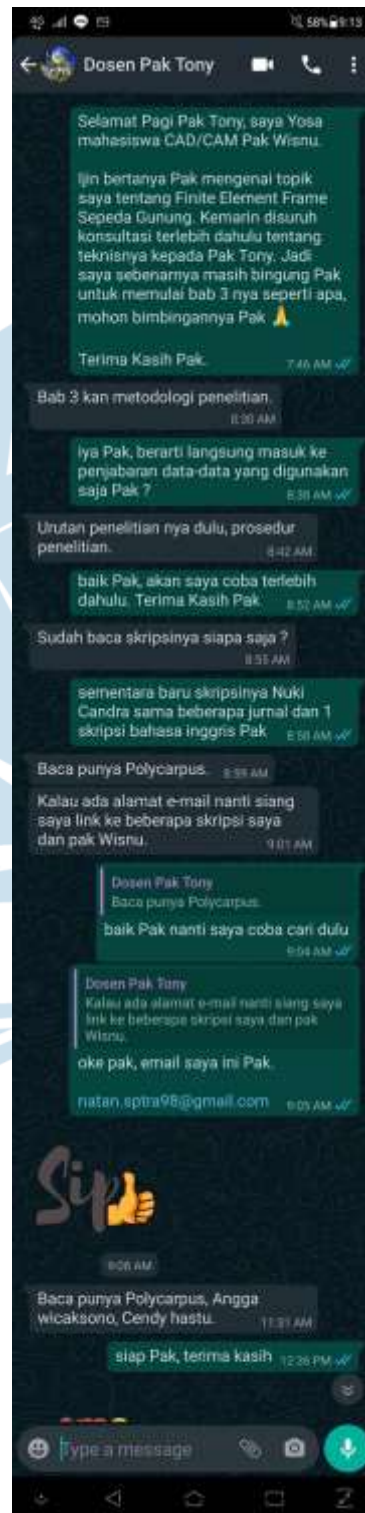 58% 9:13
Dosen Pak Tony
Selamat Pagi Pak Tony, saya Yosa
mahasiswa CAD/CAM Pak Wisnu.
Ijin bertanya Pak mengenai topik
saya tentang Finite Element Frame
Sepeda Gunung. Kemarin disuruh
konsultasi terlebih dahulu tentang
teknisnya kepada Pak Tony. Jadi
saya sebenarnya masih bingung Pak
untuk memulai bab 3 nya seperti apa,
mohon bimbingannya Pak 🙏
Terima Kasih Pak.
7:46 AM
Bab 3 kan metodologi penelitian.
8:30 AM
iya Pak, berarti langsung masuk ke
penjabaran data-data yang digunakan
saja Pak ?
8:38 AM
Urutan penelitian nya dulu, prosedur
penelitian.
8:42 AM
baik Pak, akan saya coba terlebih
dahulu. Terima Kasih Pak
8:52 AM
Sudah baca skripsinya siapa saja ?
8:55 AM
sementara baru skripsinya Nuki
Candra sama beberapa jurnal dan 1
skripsi bahasa inggris Pak
8:58 AM
Baca punya Polycarpus.
8:59 AM
Kalau ada alamat e-mail nanti siang
saya link ke beberapa skripsi saya
dan pak Wisnu.
9:01 AM
Dosen Pak Tony
Baca punya Polycarpus.
baik Pak nanti saya coba cari dulu
9:04 AM
Dosen Pak Tony
Kalau ada alamat e-mail nanti siang saya
link ke beberapa skripsi saya dan pak
Wisnu.
oke pak, email saya ini Pak.
natan.sptra98@gmail.com
9:05 AM
Sip
9:06 AM
Baca punya Polycarpus, Angga
wicaksono, Cendy hastu.
11:31 AM
siap Pak, terima kasih
12:26 PM
Type a message